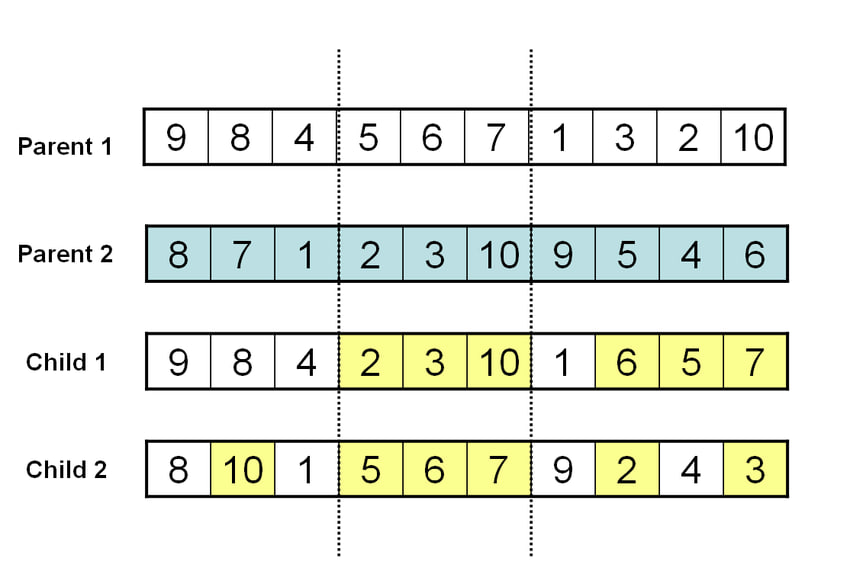 Parent 1 9 8 4 5 6 7 1 3 2 10
Parent 2 8 7 1 2 3 10 9 5 4 6
Child 1 9 8 4 2 3 10 1 6 5 7
Child 2 8 10 1 5 6 7 9 2 4 3